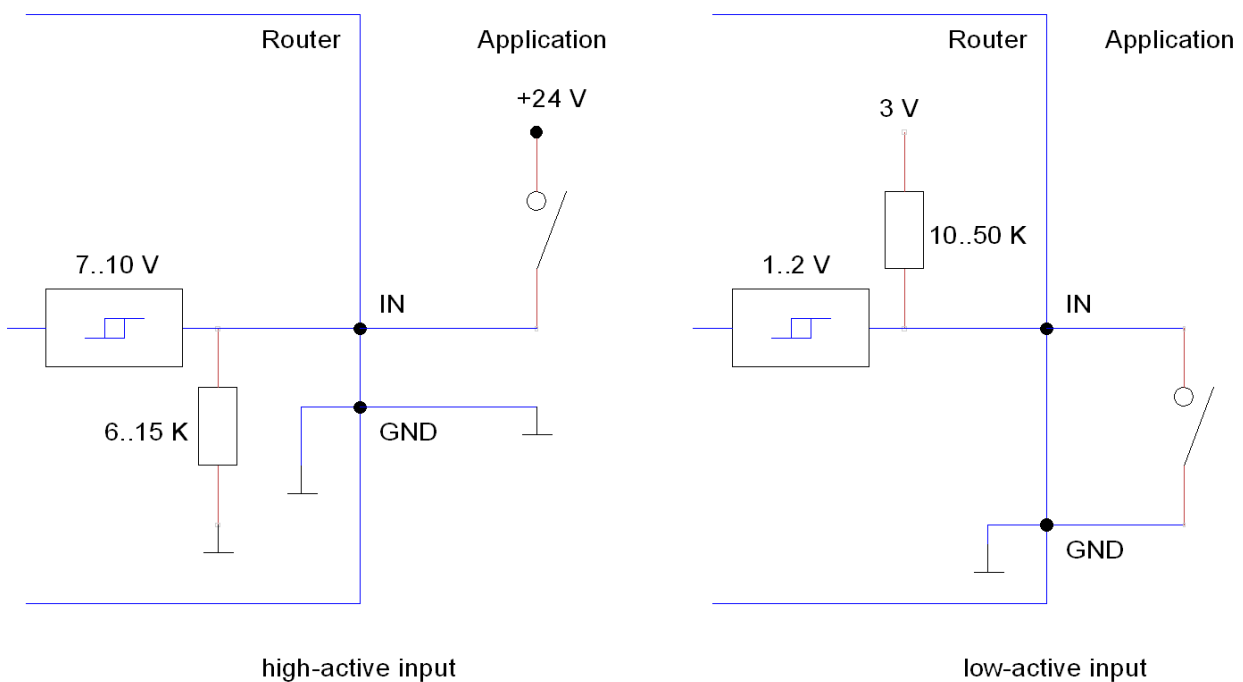 Router
Application
+24 V
7..10 V
IN
6..15 K
GND
high-active input
Router
Application
3 V
10..50 K
1..2 V
IN
GND
low-active input